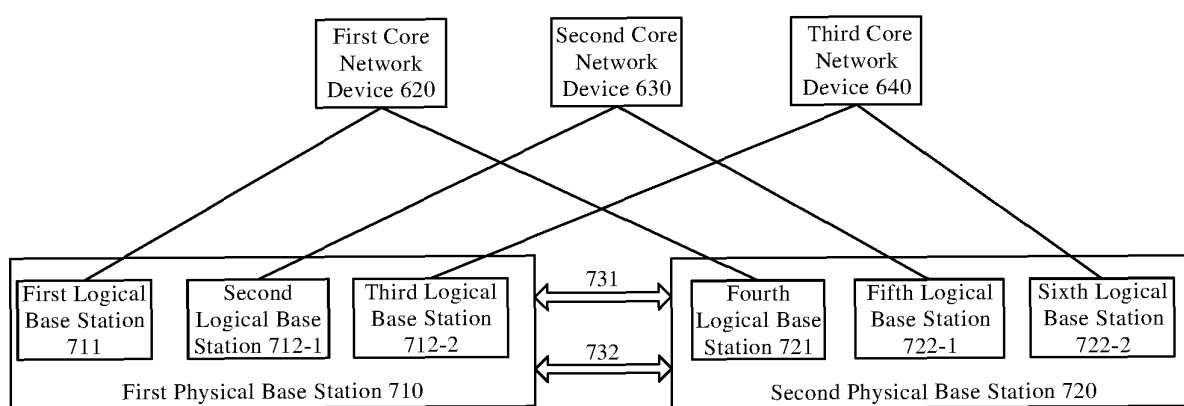 First Core
Network
Device 620
Second Core
Network
Device 630
Third Core
Network
Device 640
First Logical
Base Station
711
Second
Logical Base
Station 712-1
Third Logical
Base Station
712-2
731
732
Fourth
Logical Base
Station 721
Fifth Logical
Base Station
722-1
Sixth Logical
Base Station
722-2
First Physical Base Station 710
Second Physical Base Station 720